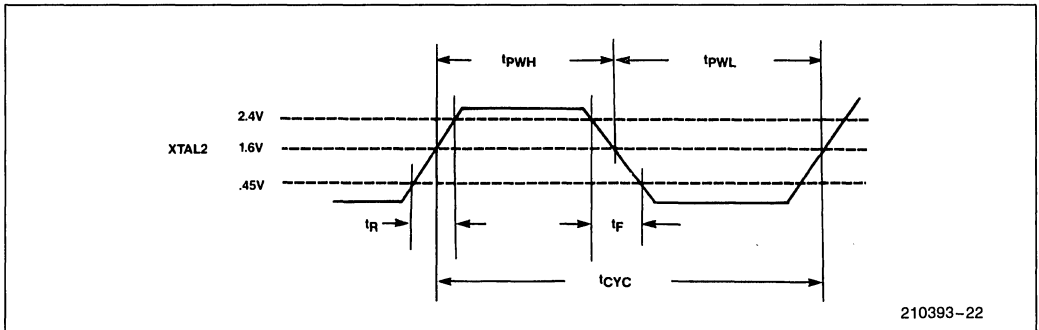 tPWH tPWL
2.4V
XTAL2 1.6V
.45V
tR tF
tCYC
210393-22